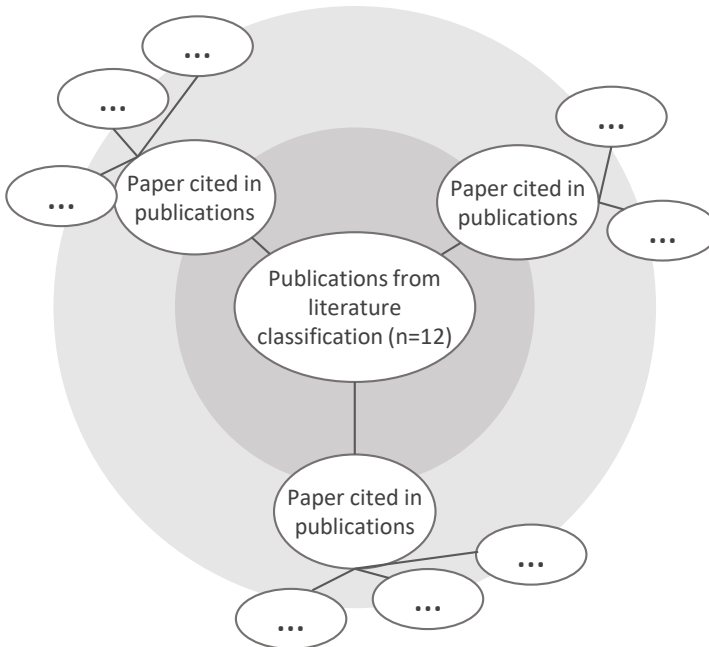 ...
...
...
Paper cited in
publications
...
Paper cited in
publications
...
Publications from
literature
classification (n=12)
Paper cited in
publications
...
...
...